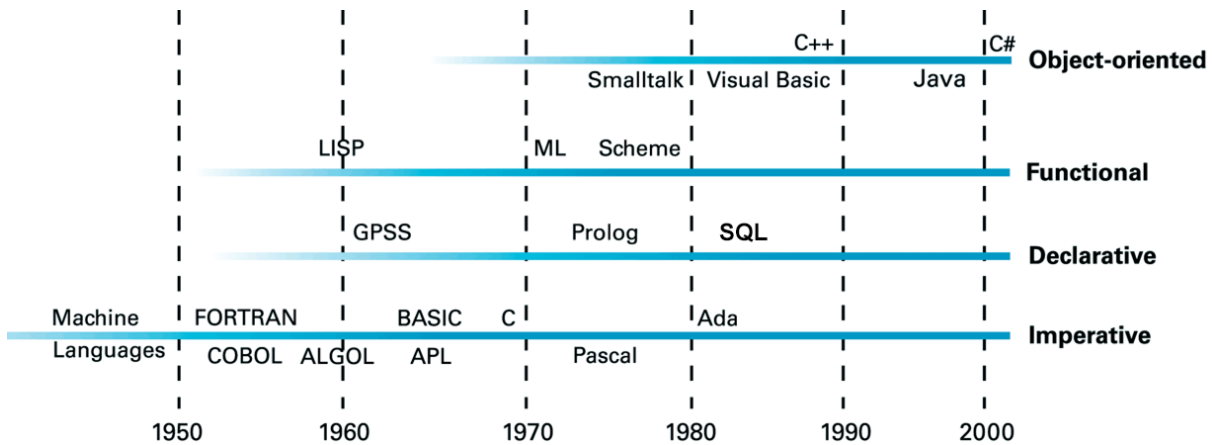 C++ C#
Object-oriented
Smalltalk Visual Basic Java
LISP ML Scheme
Functional
GPSS Prolog SQL
Declarative
Machine FORTRAN BASIC C Ada
Imperative
Languages COBOL ALGOL APL Pascal
1950 1960 1970 1980 1990 2000